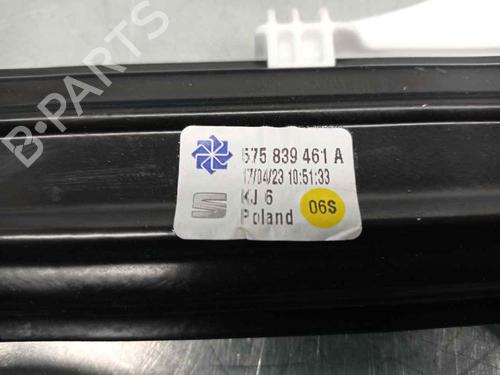 B-PARTS
575 839 461 A
17/04/23 10:51:33
KJ 6
Poland
06S